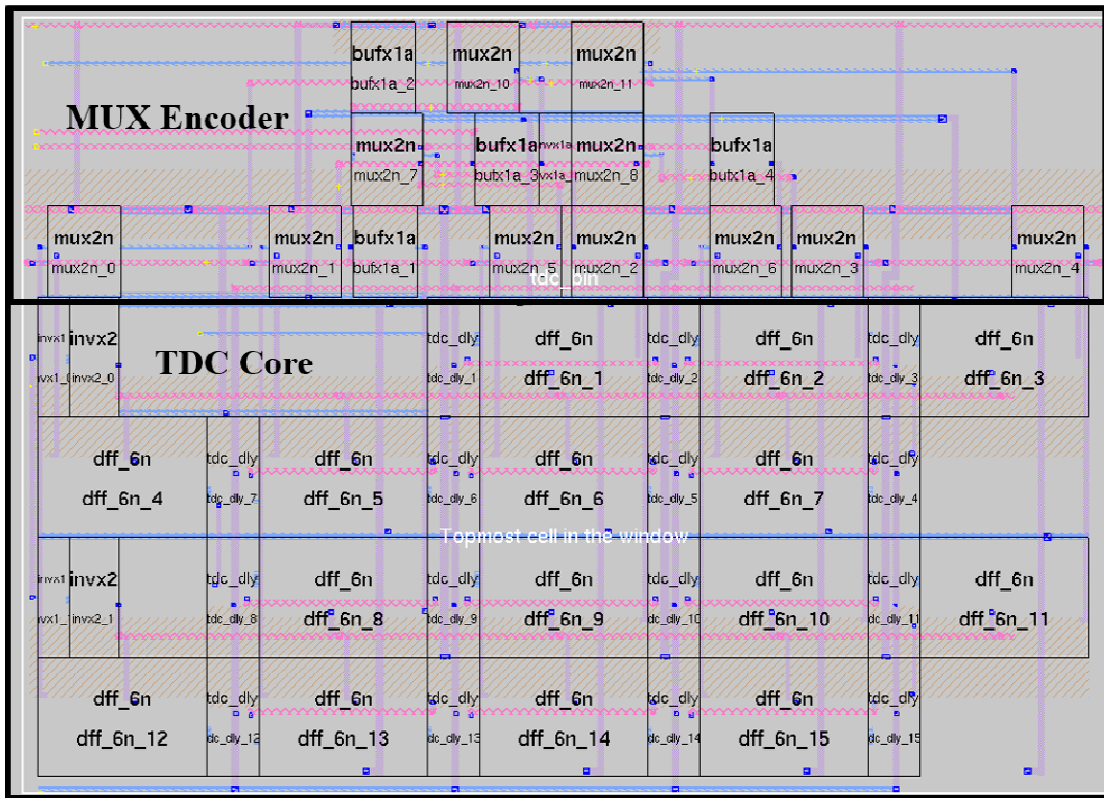 bufx1a mux2n mux2n
bufx1a_2 mux2n_10 mux2n_11
MUX Encoder
mux2n bufx1a mux2n bufx1a
mux2n_7 bufx1a_3 mux2n_8 bufx1a_4
mux2n mux2n bufx1a mux2n mux2n mux2n mux2n mux2n
mux2n_0 mux2n_1 bufx1a_1 mux2n_5 mux2n_2 mux2n_6 mux2n_3 mux2n_4
tdc_bin
invx1 invx2 tdc_dly dff_6n tdc_dly dff_6n tdc_dly dff_6n
TDC Core
invx2_0 tdc_dly_1 dff_6n_1 tdc_dly_2 dff_6n_2 tdc_dly_3 dff_6n_3
dff_6n tdc_dly dff_6n tdc_dly dff_6n tdc_dly dff_6n tdc_dly
dff_6n_4 tdc_dly_7 dff_6n_5 tdc_dly_6 dff_6n_6 tdc_dly_5 dff_6n_7 tdc_dly_4
Topmost cell in the window
invx1 invx2 tdc_dly dff_6n tdc_dly dff_6n tdc_dly dff_6n tdc_dly dff_6n
invx2_1 tdc_dly_8 dff_6n_8 tdc_dly_9 dff_6n_9 dff_6n_10 dff_6n_11
dff_6n tdc_dly dff_6n tdc_dly dff_6n tdc_dly dff_6n tdc_dly
dff_6n_12 dff_6n_13 dff_6n_14 dff_6n_15